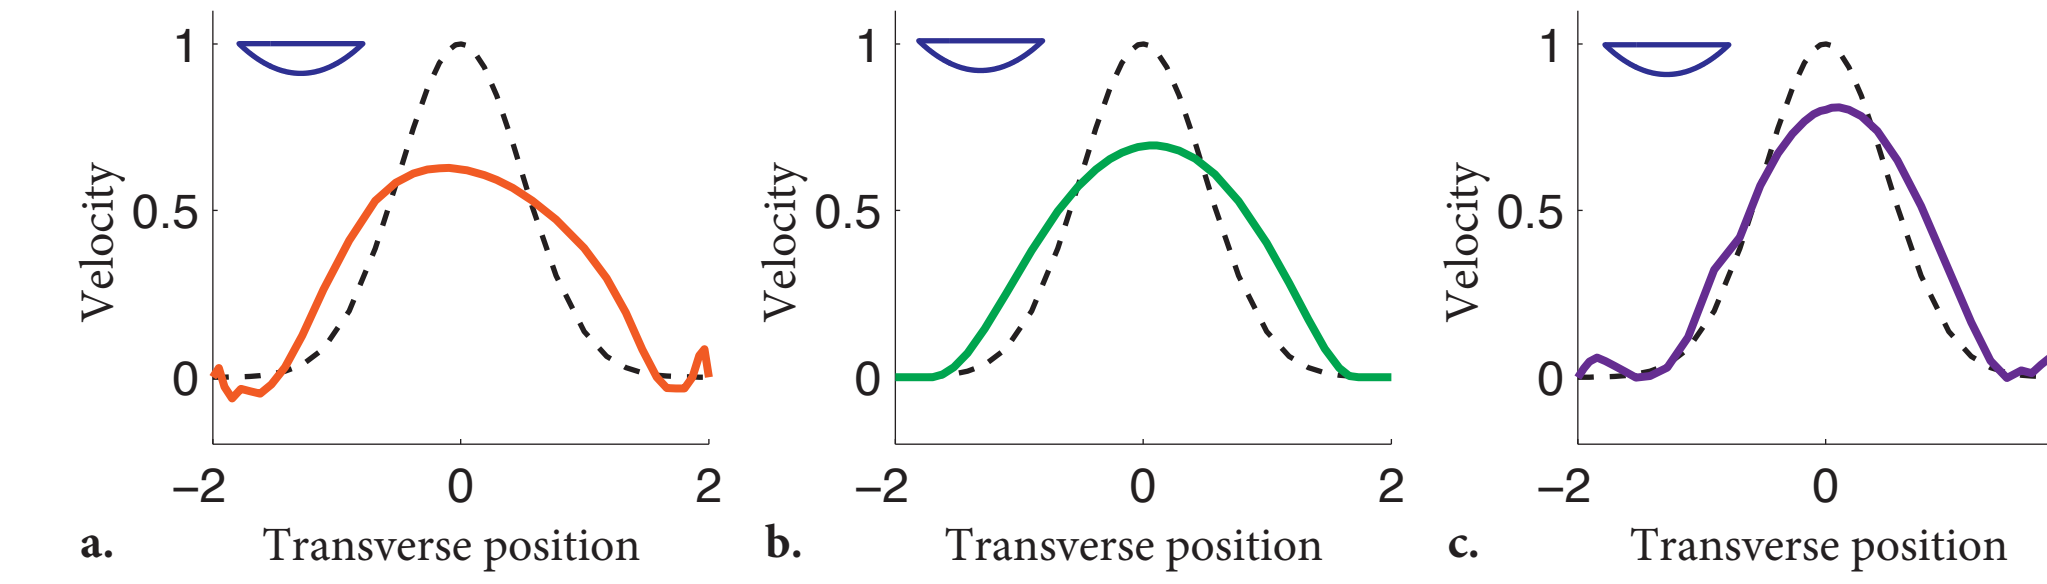 1
0.5
0
Velocity
−2 0 2
a. Transverse position
1
0.5
0
Velocity
−2 0 2
b. Transverse position
1
0.5
0
Velocity
−2 0
c. Transverse position